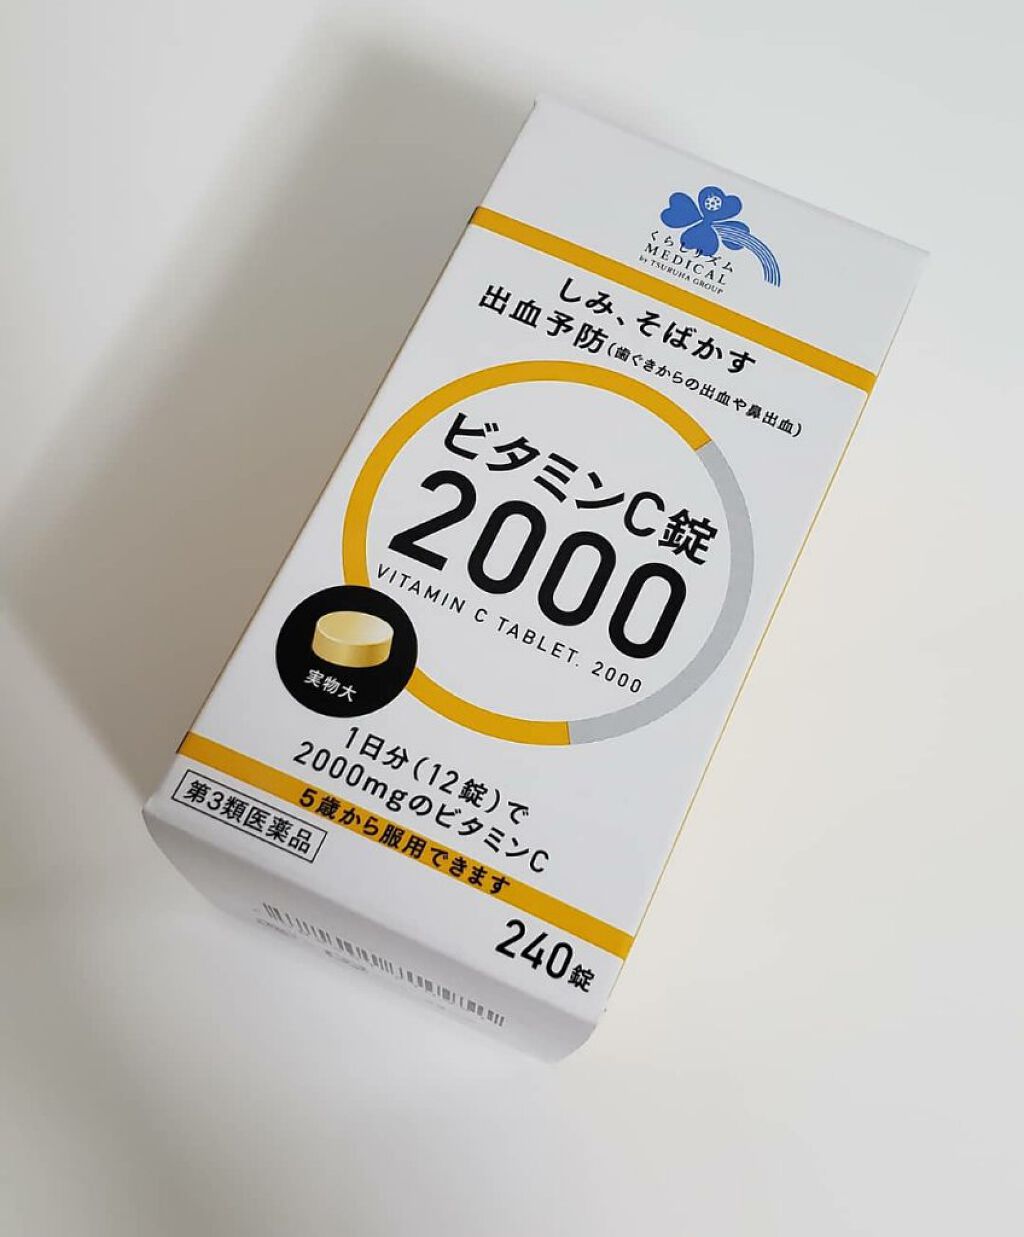 くらしリズム
MEDICAL
by TSURUHA GROUP
しみ、そばかす
出血予防(歯ぐきからの出血や鼻出血)
ビタミンC錠
2000
VITAMIN C TABLET. 2000
実物大
1日分(12錠)で
2000mgのビタミンC
5歳から服用できます
第3類医薬品
240錠